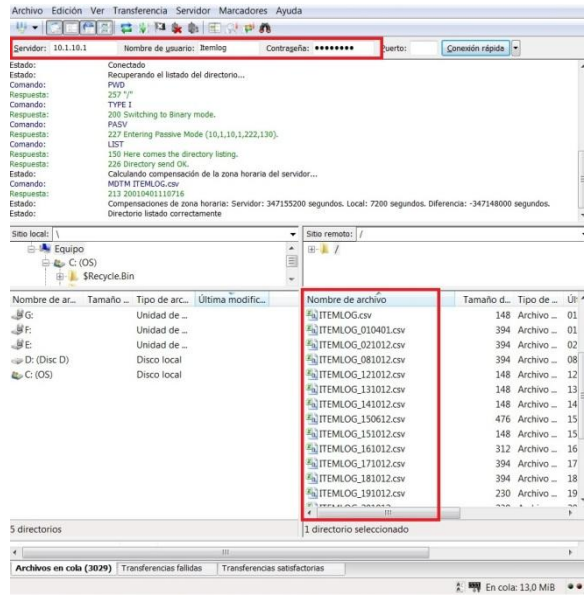 Archivo Edición Ver Transferencia Servidor Marcadores Ayuda
Servidor: 10.1.10.1 Nombre de usuario: Itemlog Contraseña: ●●●●●●●● Puerto: Conexión rápida
Estado: Conectado
Estado: Recuperando el listado del directorio...
Comando: PWD
Respuesta: 257 "/"
Comando: TYPE I
Respuesta: 200 Switching to Binary mode.
Comando: PASV
Respuesta: 227 Entering Passive Mode (10,1,10,1,222,130).
Comando: LIST
Respuesta: 150 Here comes the directory listing.
Respuesta: 226 Directory send OK.
Estado: Calculando compensación de la zona horaria del servidor...
Comando: MDTM ITEMLOG.csv
Respuesta: 213 20010401110716
Estado: Compensaciones de zona horaria: Servidor: 347155200 segundos. Local: 7200 segundos. Diferencia: -347148000 segundos.
Estado: Directorio listado correctamente
Sitio local: \ Sitio remoto: /
Equipo /
C: (OS)
$Recycle.Bin
Nombre de ar... Tamaño ... Tipo de arc... Última modific... Nombre de archivo Tamaño d... Tipo de ... Úl
G: Unidad de ... ITEMLOG.csv 148 Archivo ... 01
F: Unidad de ... ITEMLOG_010401.csv 394 Archivo ... 01
E: Unidad de ... ITEMLOG_021012.csv 394 Archivo ... 02
D: (Disc D) Disco local ITEMLOG_081012.csv 394 Archivo ... 08
C: (OS) Disco local ITEMLOG_121012.csv 148 Archivo ... 12
ITEMLOG_131012.csv 148 Archivo ... 13
ITEMLOG_141012.csv 148 Archivo ... 14
ITEMLOG_150612.csv 476 Archivo ... 15
ITEMLOG_151012.csv 148 Archivo ... 15
ITEMLOG_161012.csv 312 Archivo ... 16
ITEMLOG_171012.csv 394 Archivo ... 17
ITEMLOG_181012.csv 394 Archivo ... 18
ITEMLOG_191012.csv 230 Archivo ... 19
5 directorios 1 directorio seleccionado
Archivos en cola (3029) Transferencias fallidas Transferencias satisfactorias
En cola: 13,0 MiB